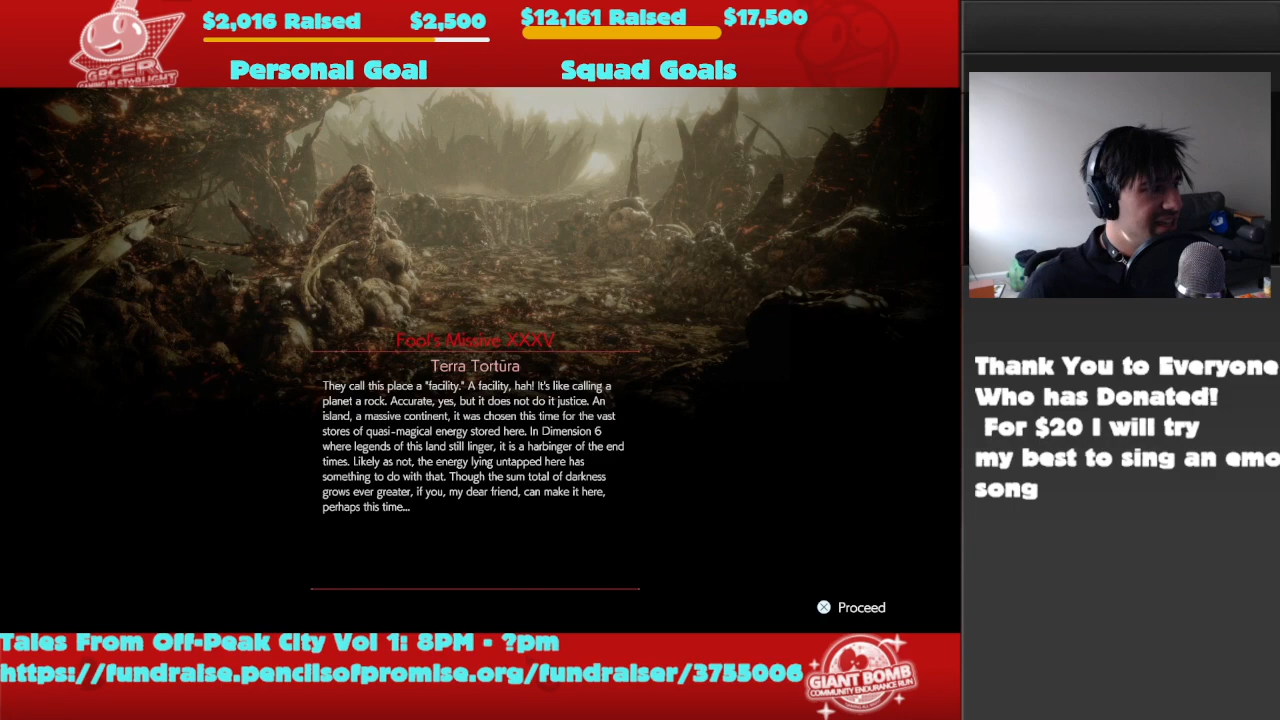 $2,016 Raised $2,500
$12,161 Raised $17,500
Personal Goal
Squad Goals
GBCER
GAMING IN STARLIGHT
Fool's Missive XXXV
Terra Tortūra
They call this place a "facility." A facility, hah! It's like calling a
planet a rock. Accurate, yes, but it does not do it justice. An
island, a massive continent, it was chosen this time for the vast
stores of quasi-magical energy stored here. In Dimension 6
where legends of this land still linger, it is a harbinger of the end
times. Likely as not, the energy lying untapped here has
something to do with that. Though the sum total of darkness
grows ever greater, if you, my dear friend, can make it here,
perhaps this time...
Proceed
Thank You to Everyone
Who has Donated!
For $20 I will try
my best to sing an emo
song
Tales From Off-Peak City Vol 1: 8PM - ?pm
https://fundraise.pencilsofpromise.org/fundraiser/3755006
GIANT BOMB
COMMUNITY ENDURANCE RUN